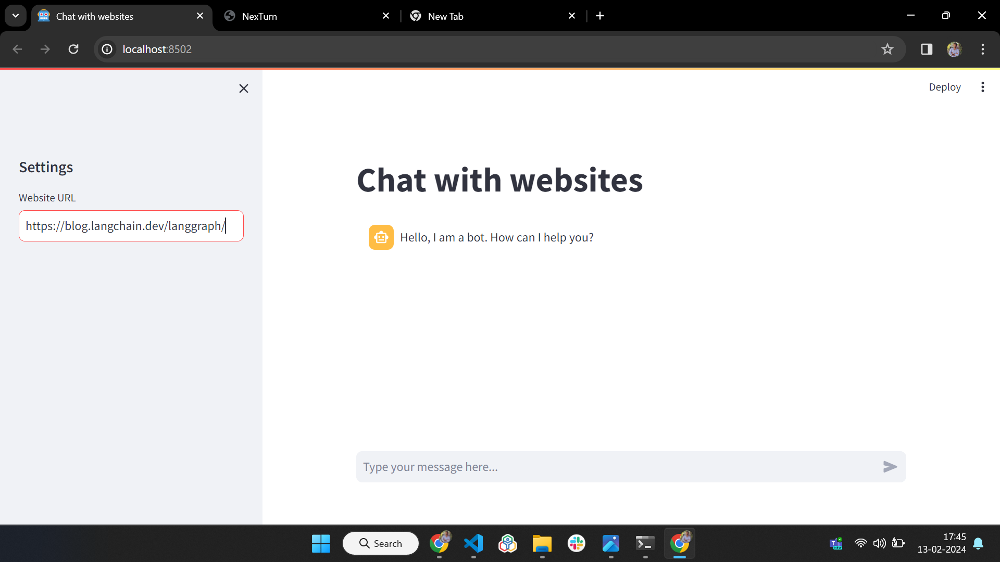 Chat with websites
NexTurn
New Tab
localhost:8502
Deploy
Settings
Website URL
https://blog.langchain.dev/langgraph/
Chat with websites
Hello, I am a bot. How can I help you?
Type your message here...
Search
T
NEW
17:45
13-02-2024